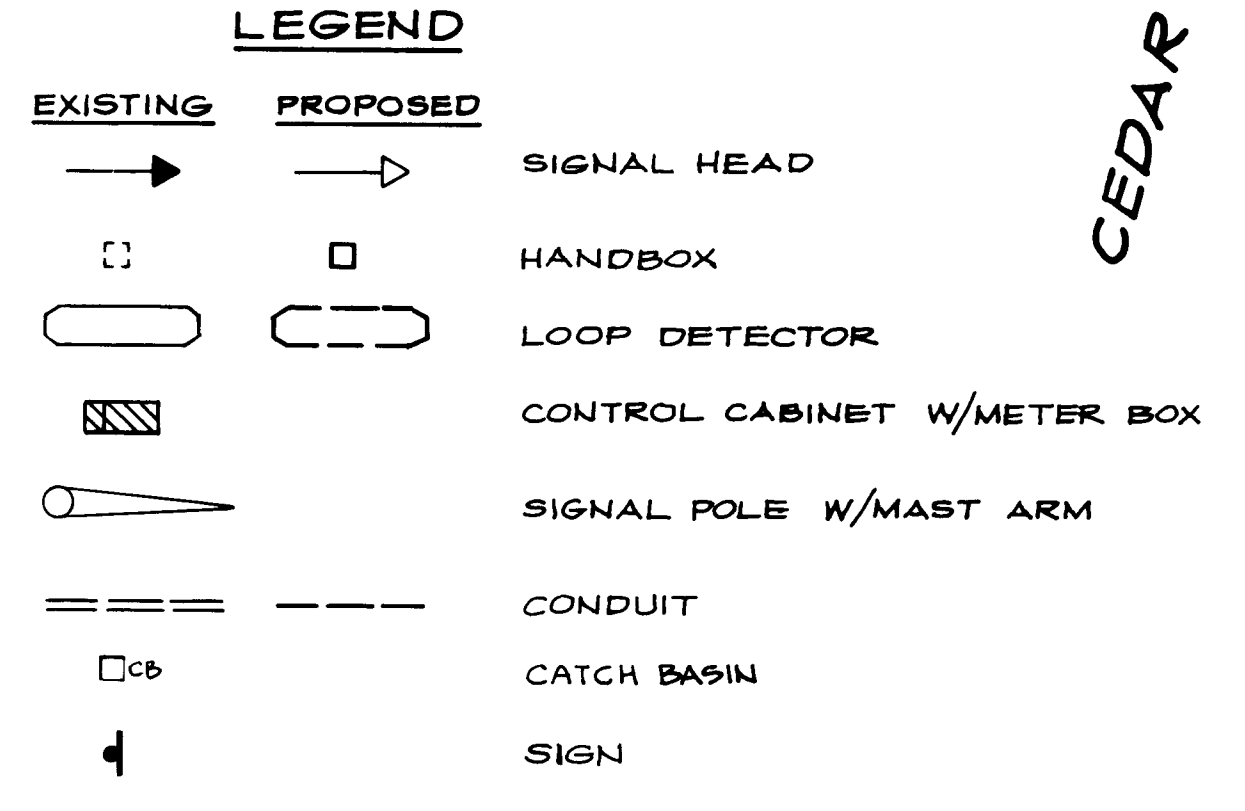 LEGEND
EXISTING PROPOSED
SIGNAL HEAD
HANDBOX
LOOP DETECTOR
CONTROL CABINET W/METER BOX
SIGNAL POLE W/MAST ARM
CONDUIT
CB CATCH BASIN
SIGN
CEDAR